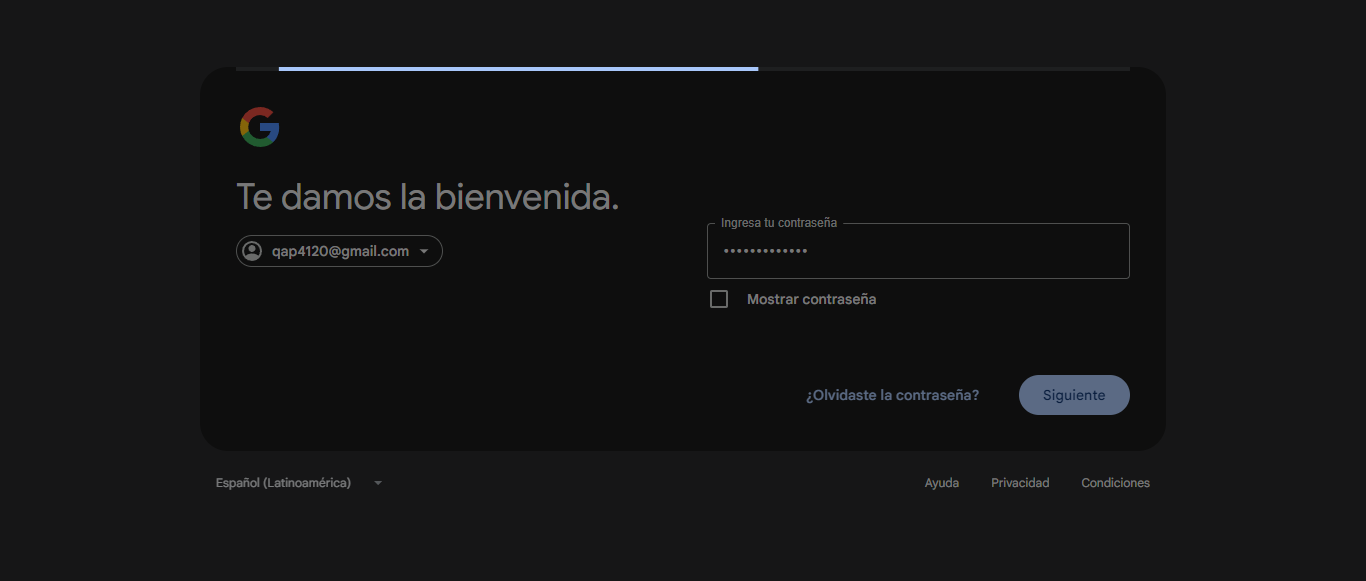 Te damos la bienvenida.
qap4120@gmail.com
Ingresa tu contraseña
•••••••••••••
Mostrar contraseña
¿Olvidaste la contraseña?
Siguiente
Español (Latinoamérica)
Ayuda
Privacidad
Condiciones